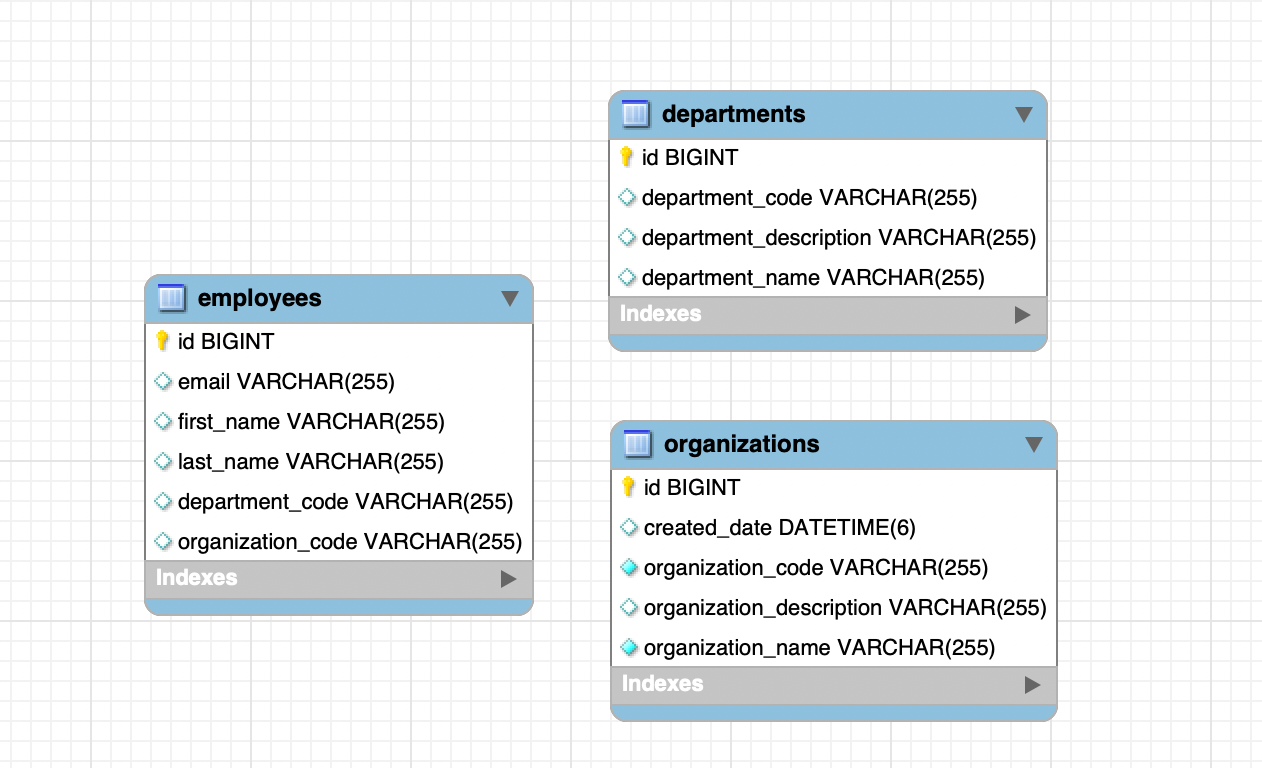 departments
id BIGINT
department_code VARCHAR(255)
department_description VARCHAR(255)
department_name VARCHAR(255)
Indexes
employees
id BIGINT
email VARCHAR(255)
first_name VARCHAR(255)
last_name VARCHAR(255)
department_code VARCHAR(255)
organization_code VARCHAR(255)
Indexes
organizations
id BIGINT
created_date DATETIME(6)
organization_code VARCHAR(255)
organization_description VARCHAR(255)
organization_name VARCHAR(255)
Indexes